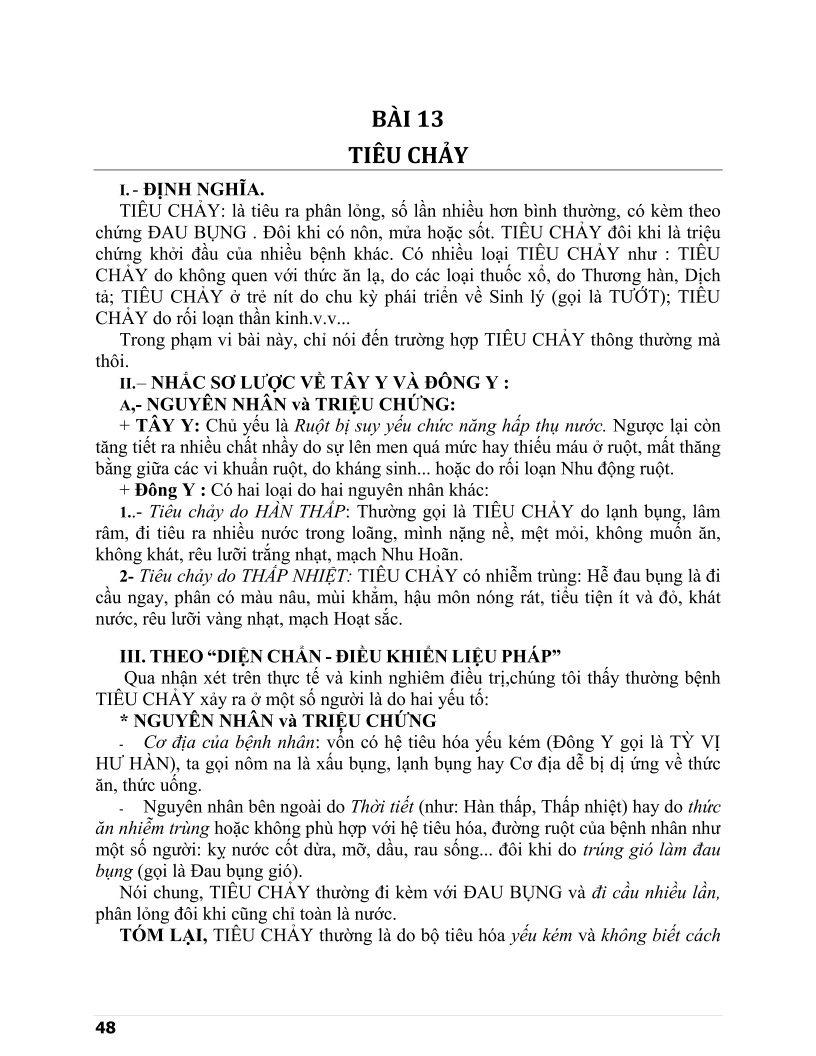 BÀI 13
TIÊU CHẢY
I. - ĐỊNH NGHĨA.
TIÊU CHẢY: là tiêu ra phân lỏng, số lần nhiều hơn bình thường, có kèm theo
chứng ĐAU BỤNG . Đôi khi có nôn, mửa hoặc sốt. TIÊU CHẢY đôi khi là triệu
chứng khởi đầu của nhiều bệnh khác. Có nhiều loại TIÊU CHẢY như : TIÊU
CHẢY do không quen với thức ăn lạ, do các loại thuốc xổ, do Thương hàn, Dịch
tả; TIÊU CHẢY ở trẻ nít do chu kỳ phái triển về Sinh lý (gọi là TƯỚT); TIÊU
CHẢY do rối loạn thần kinh.v.v...
Trong phạm vi bài này, chỉ nói đến trường hợp TIÊU CHẢY thông thường mà
thôi.
II.– NHẮC SƠ LƯỢC VỀ TÂY Y VÀ ĐÔNG Y :
A,- NGUYÊN NHÂN và TRIỆU CHỨNG:
+ TÂY Y: Chủ yếu là Ruột bị suy yếu chức năng hấp thụ nước. Ngược lại còn
tăng tiết ra nhiều chất nhầy do sự lên men quá mức hay thiếu máu ở ruột, mất thăng
bằng giữa các vi khuẩn ruột, do kháng sinh... hoặc do rối loạn Nhu động ruột.
+ Đông Y : Có hai loại do hai nguyên nhân khác:
1..- Tiêu chảy do HÀN THẤP: Thường gọi là TIÊU CHẢY do lạnh bụng, lâm
râm, đi tiêu ra nhiều nước trong loãng, mình nặng nề, mệt mỏi, không muốn ăn,
không khát, rêu lưỡi trắng nhạt, mạch Nhu Hoãn.
2- Tiêu chảy do THẤP NHIỆT: TIÊU CHẢY có nhiễm trùng: Hễ đau bụng là đi
cầu ngay, phân có màu nâu, mùi khẳm, hậu môn nóng rát, tiểu tiện ít và đỏ, khát
nước, rêu lưỡi vàng nhạt, mạch Hoạt sắc.
III. THEO “DIỆN CHẨN - ĐIỀU KHIỂN LIỆU PHÁP”
Qua nhận xét trên thực tế và kinh nghiêm điều trị,chúng tôi thấy thường bệnh
TIÊU CHẢY xảy ra ở một số người là do hai yếu tố:
* NGUYÊN NHÂN và TRIỆU CHỨNG
- Cơ địa của bệnh nhân: vốn có hệ tiêu hóa yếu kém (Đông Y gọi là TỲ VỊ
HƯ HÀN), ta gọi nôm na là xấu bụng, lạnh bụng hay Cơ địa dễ bị dị ứng về thức
ăn, thức uống.
- Nguyên nhân bên ngoài do Thời tiết (như: Hàn thấp, Thấp nhiệt) hay do thức
ăn nhiễm trùng hoặc không phù hợp với hệ tiêu hóa, đường ruột của bệnh nhân như
một số người: kỵ nước cốt dừa, mỡ, dầu, rau sống... đôi khi do trúng gió làm đau
bụng (gọi là Đau bụng gió).
Nói chung, TIÊU CHẢY thường đi kèm với ĐAU BỤNG và đi cầu nhiều lần,
phân lỏng đôi khi cũng chỉ toàn là nước.
TÓM LẠI, TIÊU CHẢY thường là do bộ tiêu hóa yếu kém và không biết cách
48